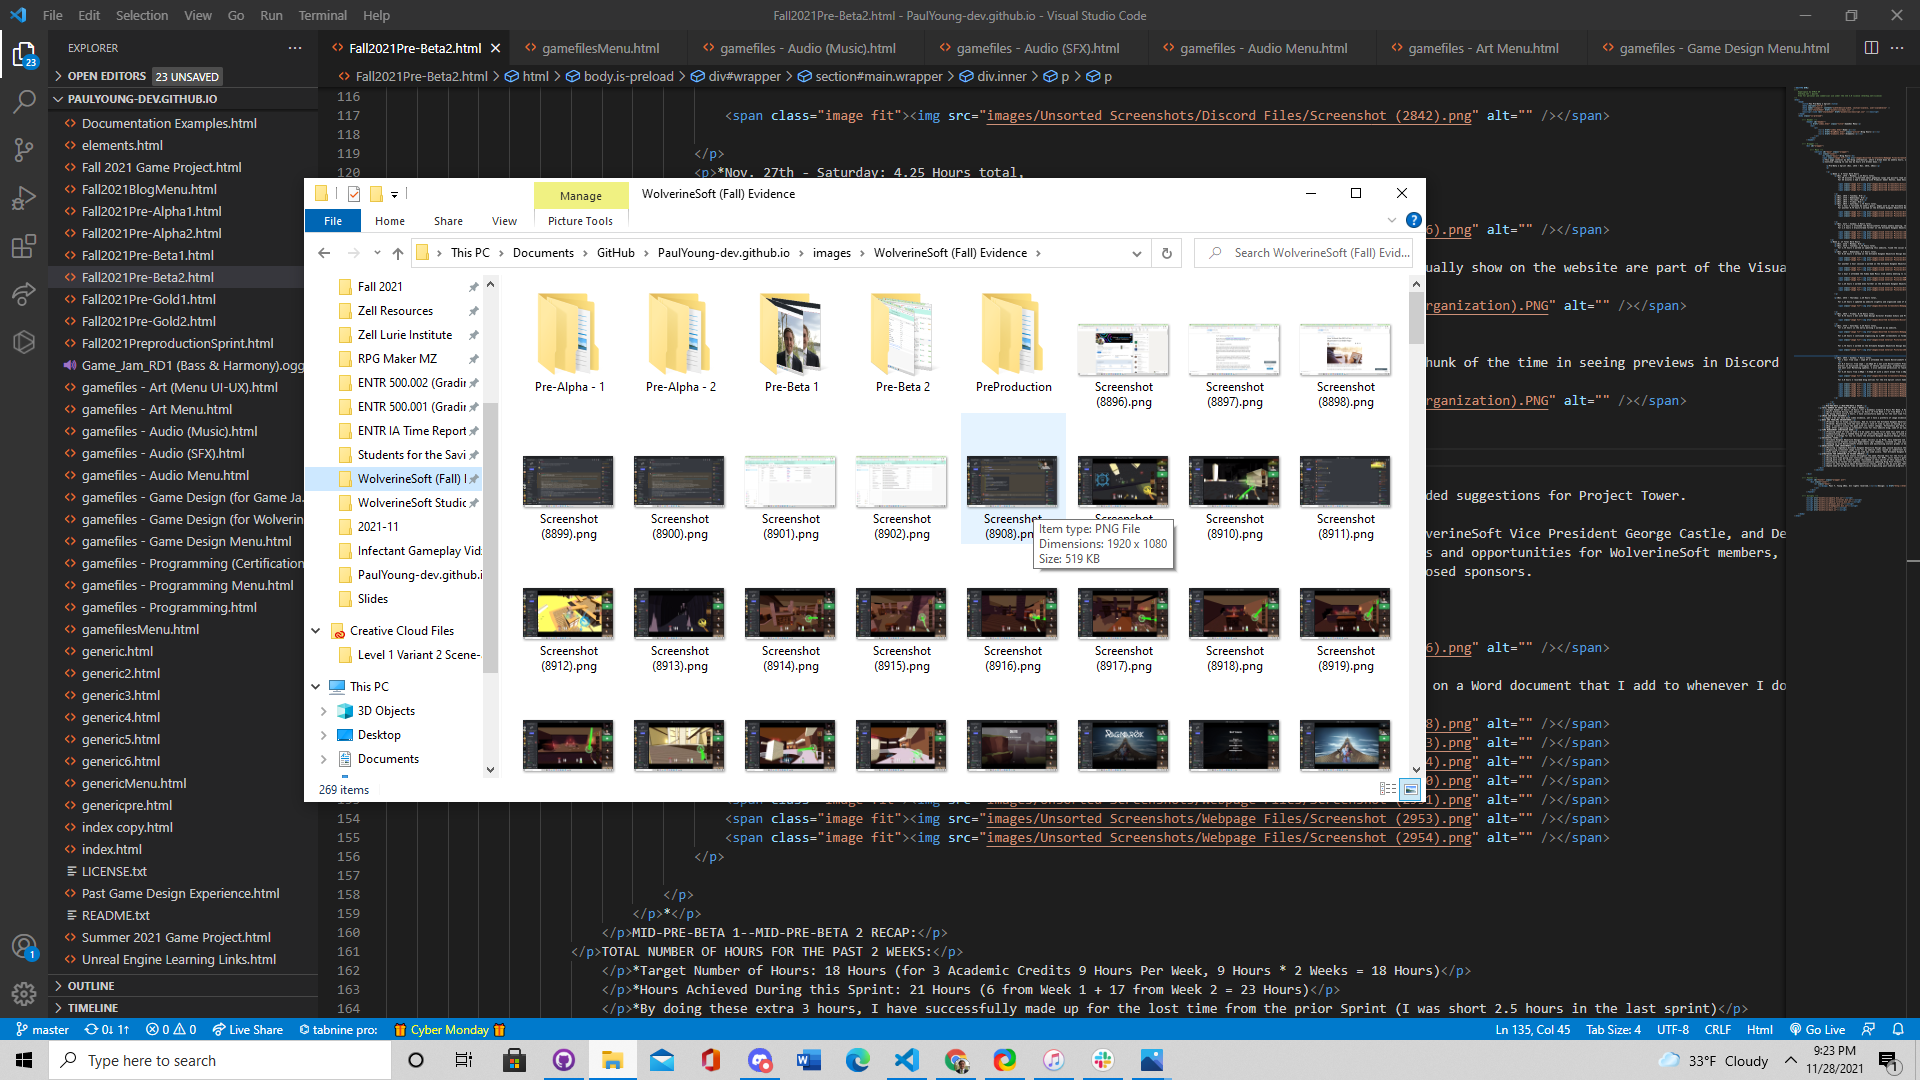 File Edit Selection View Go Run Terminal Help
Fall2021Pre-Beta2.html - PaulYoung-dev.github.io - Visual Studio Code
EXPLORER
Fall2021Pre-Beta2.html gamefilesMenu.html gamefiles - Audio (Music).html gamefiles - Audio (SFX).html gamefiles - Audio Menu.html gamefiles - Art Menu.html gamefiles - Game Design Menu.html
Fall2021Pre-Beta2.html > html > body.is-preload > div#wrapper > section#main.wrapper > div.inner > p > p
23
OPEN EDITORS 23 UNSAVED
PAULYOUNG-DEV.GITHUB.IO
Documentation Examples.html
elements.html
Fall 2021 Game Project.html
Fall2021BlogMenu.html
Fall2021Pre-Alpha1.html
Fall2021Pre-Alpha2.html
Fall2021Pre-Beta1.html
Fall2021Pre-Beta2.html
Fall2021Pre-Gold1.html
Fall2021Pre-Gold2.html
Fall2021PreproductionSprint.html
Game_Jam_RD1 (Bass & Harmony).ogg
gamefiles - Art (Menu UI-UX).html
gamefiles - Art Menu.html
gamefiles - Audio (Music).html
gamefiles - Audio (SFX).html
gamefiles - Audio Menu.html
gamefiles - Game Design (for Game Ja...
gamefiles - Game Design (for Wolverin
gamefiles - Game Design Menu.html
gamefiles - Programming (Certification
gamefiles - Programming Menu.html
gamefiles - Programming.html
gamefilesMenu.html
generic.html
generic2.html
generic3.html
generic4.html
generic5.html
generic6.html
genericMenu.html
genericpre.html
index copy.html
index.html
LICENSE.txt
Past Game Design Experience.html
README.txt
Summer 2021 Game Project.html
Unreal Engine Learning Links.html
OUTLINE
TIMELINE
1
116
117 <span class="image fit"><img src="images/Unsorted Screenshots/Discord Files/Screenshot (2842).png" alt="" /></span>
118
119 </p>
120 <p>*Nov. 27th - Saturday: 4.25 Hours total.
6).png" alt="" /></span>
ually show on the website are part of the Visua
rganization).PNG" alt="" /></span>
hunk of the time in seeing previews in Discord
rganization).PNG" alt="" /></span>
ded suggestions for Project Tower.
verineSoft Vice President George Castle, and De
s and opportunities for WolverineSoft members,
osed sponsors.
6).png" alt="" /></span>
on a Word document that I add to whenever I do
8).png" alt="" /></span>
3).png" alt="" /></span>
4).png" alt="" /></span>
0).png" alt="" /></span>
1).png" alt="" /></span>
154 <span class="image fit"><img src="images/Unsorted Screenshots/Webpage Files/Screenshot (2953).png" alt="" /></span>
155 <span class="image fit"><img src="images/Unsorted Screenshots/Webpage Files/Screenshot (2954).png" alt="" /></span>
156 </p>
157
158 </p>
159 </p>*</p>
160 </p>MID-PRE-BETA 1--MID-PRE-BETA 2 RECAP:</p>
161 </p>TOTAL NUMBER OF HOURS FOR THE PAST 2 WEEKS:</p>
162 </p>*Target Number of Hours: 18 Hours (for 3 Academic Credits 9 Hours Per Week, 9 Hours * 2 Weeks = 18 Hours)</p>
163 </p>*Hours Achieved During this Sprint: 21 Hours (6 from Week 1 + 17 from Week 2 = 23 Hours)</p>
164 </p>*By doing these extra 3 hours, I have successfully made up for the lost time from the prior Sprint (I was short 2.5 hours in the last sprint)</p>
Manage WolverineSoft (Fall) Evidence
File Home Share View Picture Tools
This PC > Documents > GitHub > PaulYoung-dev.github.io > images > WolverineSoft (Fall) Evidence >
Search WolverineSoft (Fall) Evid...
Fall 2021
Zell Resources
Zell Lurie Institute
RPG Maker MZ
ENTR 500.002 (Gradin
ENTR 500.001 (Gradin
ENTR IA Time Report
Students for the Savi
WolverineSoft (Fall) I
WolverineSoft Studic
2021-11
Infectant Gameplay Vid
PaulYoung-dev.github.i
Slides
Creative Cloud Files
Level 1 Variant 2 Scene-
This PC
3D Objects
Desktop
Documents
Pre-Alpha - 1
Pre-Alpha - 2
Pre-Beta 1
Pre-Beta 2
PreProduction
Screenshot (8896).png
Screenshot (8897).png
Screenshot (8898).png
Screenshot (8899).png
Screenshot (8900).png
Screenshot (8901).png
Screenshot (8902).png
Screenshot (8908).pn
Screenshot (8910).png
Screenshot (8911).png
Item type: PNG File
Dimensions: 1920 x 1080
Size: 519 KB
Screenshot (8912).png
Screenshot (8913).png
Screenshot (8914).png
Screenshot (8915).png
Screenshot (8916).png
Screenshot (8917).png
Screenshot (8918).png
Screenshot (8919).png
RAGNAROK
269 items
master 0↓ 1↑ 0 0 Live Share tabnine pro: Cyber Monday
Ln 135, Col 45 Tab Size: 4 UTF-8 CRLF Html Go Live
Type here to search
33°F Cloudy
9:23 PM
11/28/2021
1